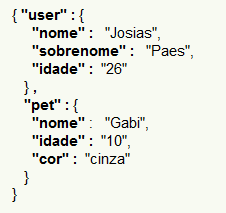 { "user" : {
"nome" : "Josias",
"sobrenome" : "Paes",
"idade" : "26"
} ,
"pet" : {
"nome" : "Gabi",
"idade" : "10",
"cor" : "cinza"
}
}